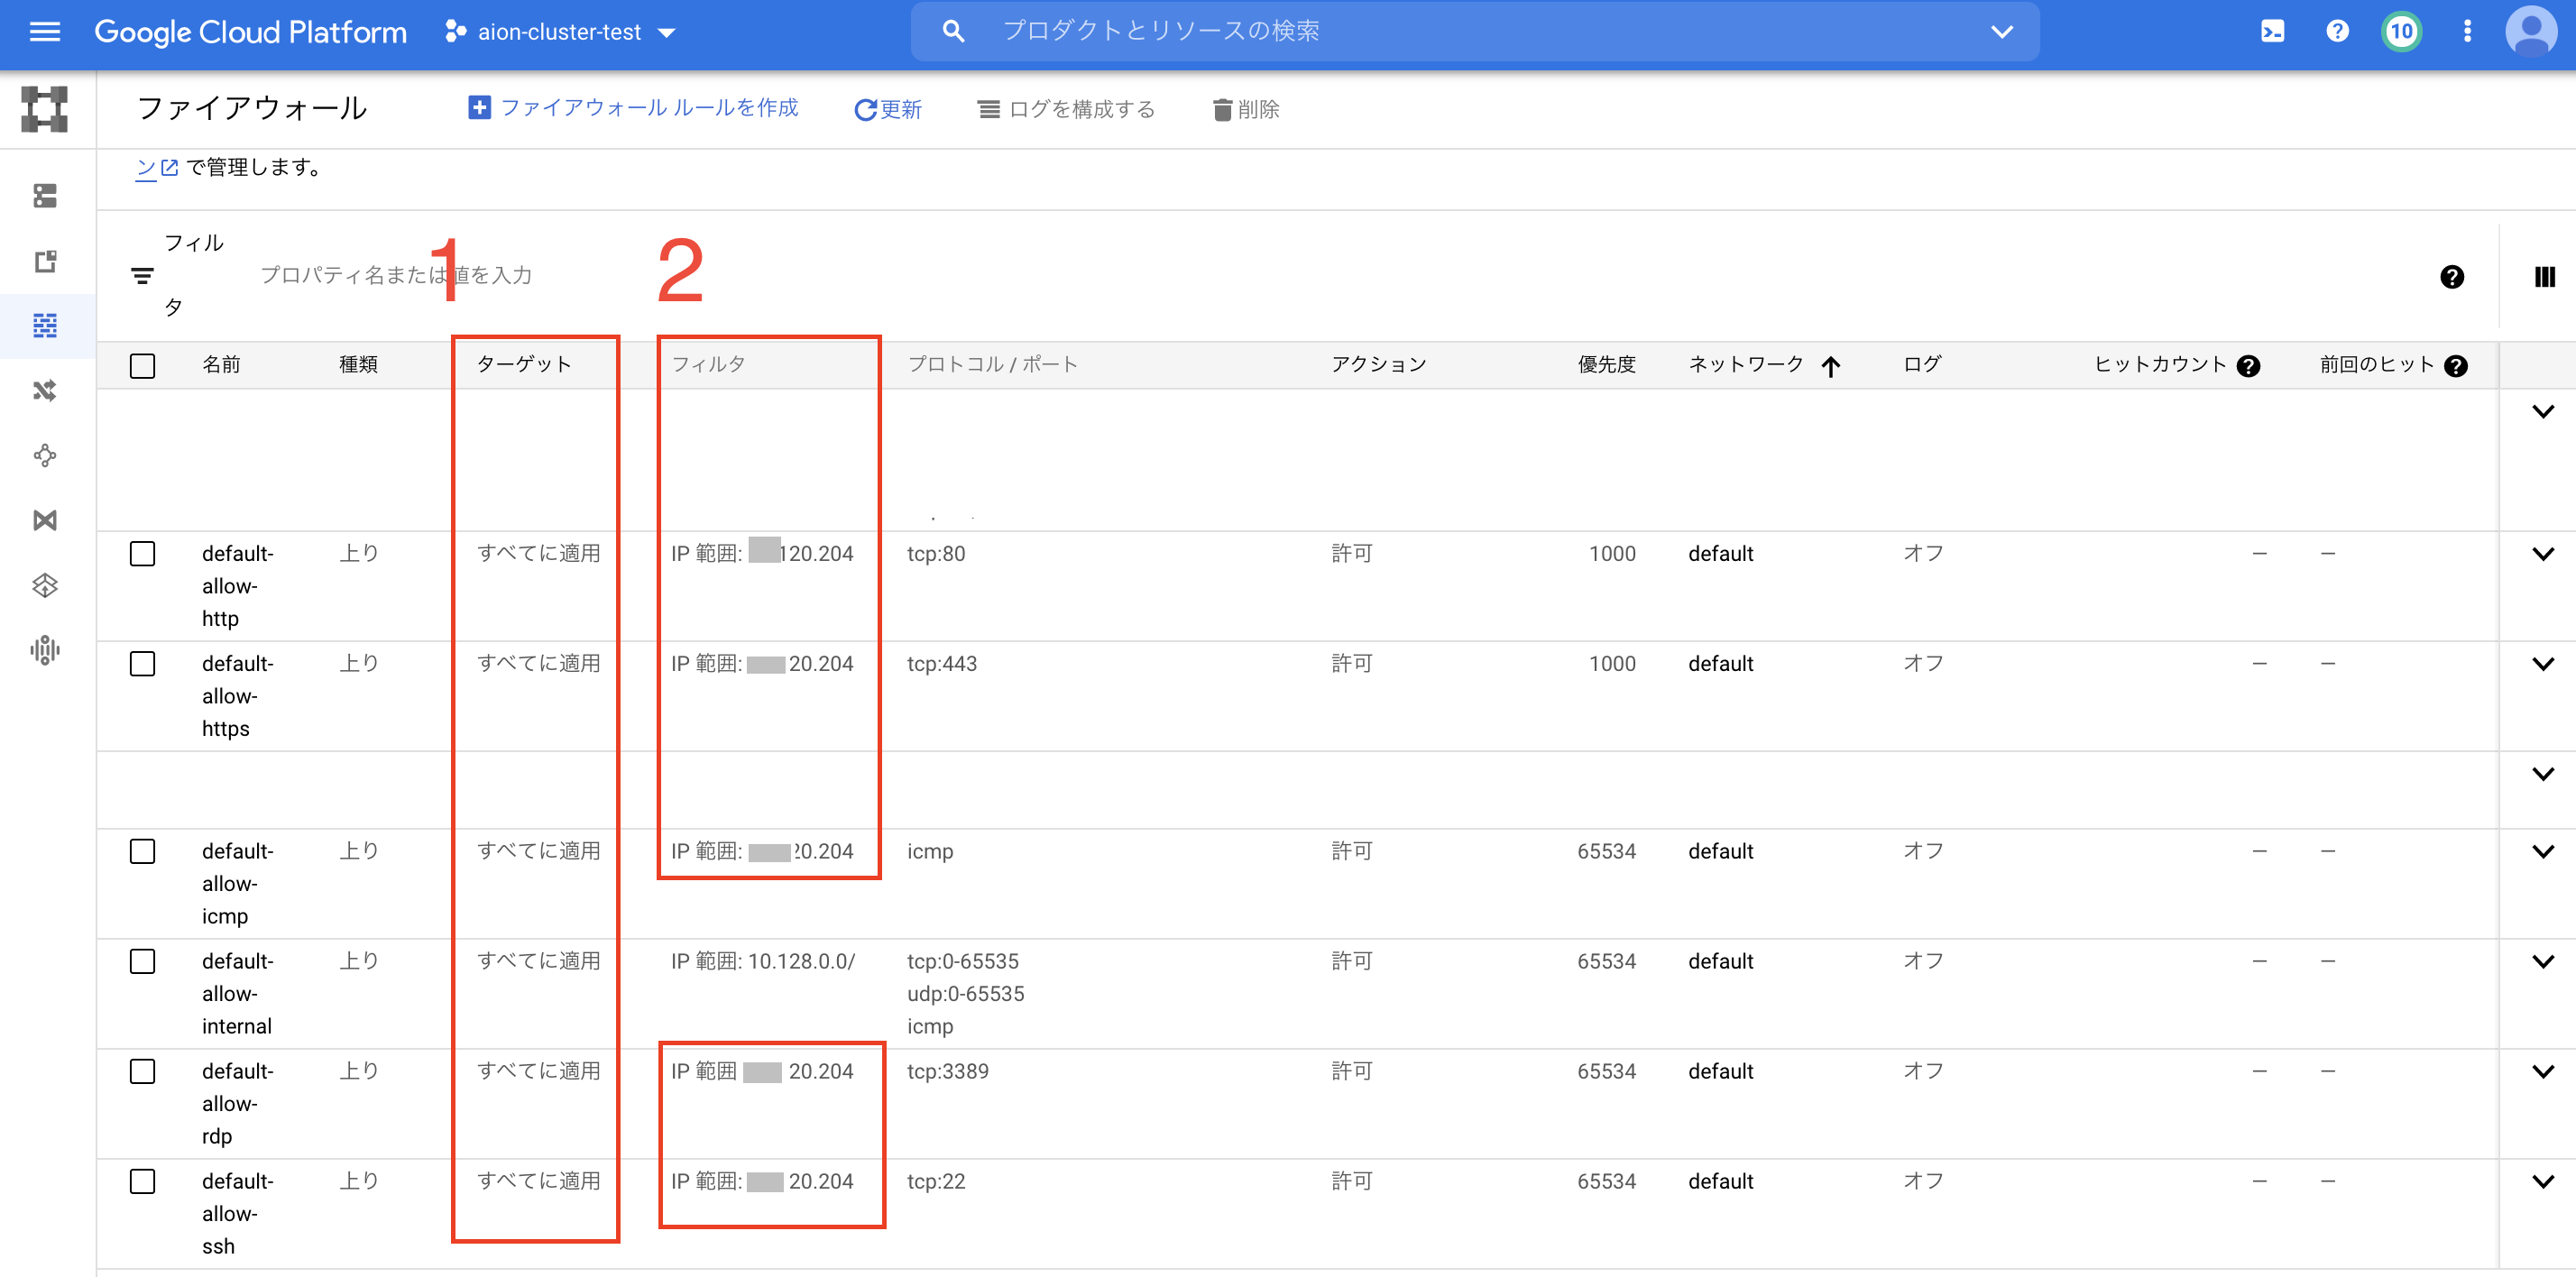 Google Cloud Platform aion-cluster-test プロダクトとリソースの検索 10
ファイアウォール ファイアウォール ルールを作成 更新 ログを構成する 削除
ン で管理します。
フィルタ プロパティ名または値を入力
1 2
名前 種類 ターゲット フィルタ プロトコル / ポート アクション 優先度 ネットワーク ログ ヒットカウント 前回のヒット
default-allow-http 上り すべてに適用 IP 範囲: 120.204 tcp:80 許可 1000 default オフ — —
default-allow-https 上り すべてに適用 IP 範囲: 20.204 tcp:443 許可 1000 default オフ — —
default-allow-icmp 上り すべてに適用 IP 範囲: 20.204 icmp 許可 65534 default オフ — —
default-allow-internal 上り すべてに適用 IP 範囲: 10.128.0.0/ tcp:0-65535 udp:0-65535 icmp 許可 65534 default オフ — —
default-allow-rdp 上り すべてに適用 IP 範囲 20.204 tcp:3389 許可 65534 default オフ — —
default-allow-ssh 上り すべてに適用 IP 範囲: 20.204 tcp:22 許可 65534 default オフ — —